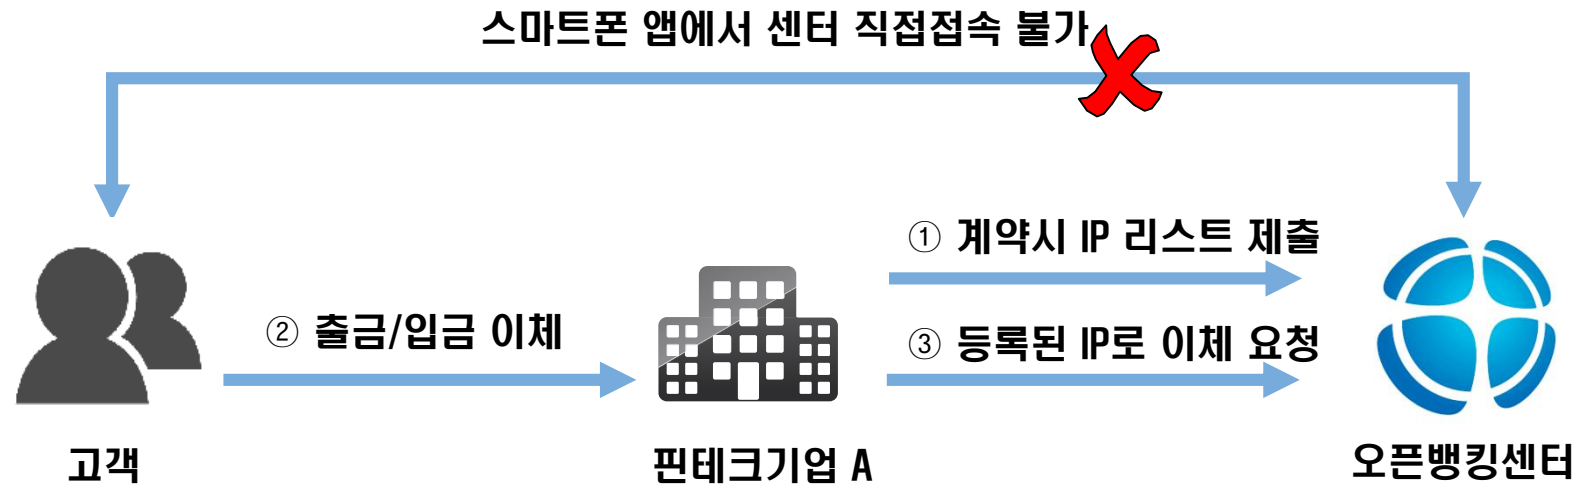 스마트폰 앱에서 센터 직접접속 불가
① 계약시 IP 리스트 제출
② 출금/입금 이체
③ 등록된 IP로 이체 요청
고객
핀테크기업 A
오픈뱅킹센터